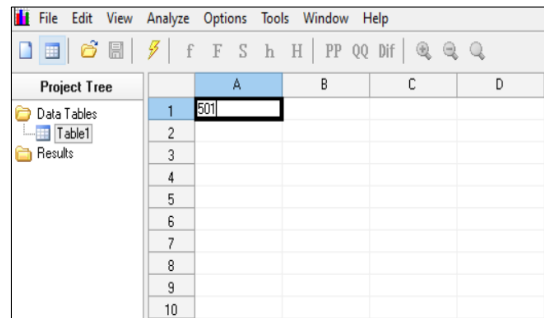 File Edit View Analyze Options Tools Window Help
f F S h H PP QQ Dif
Project Tree A B C D
Data Tables 1 501
Table1 2
Results 3
4
5
6
7
8
9
10